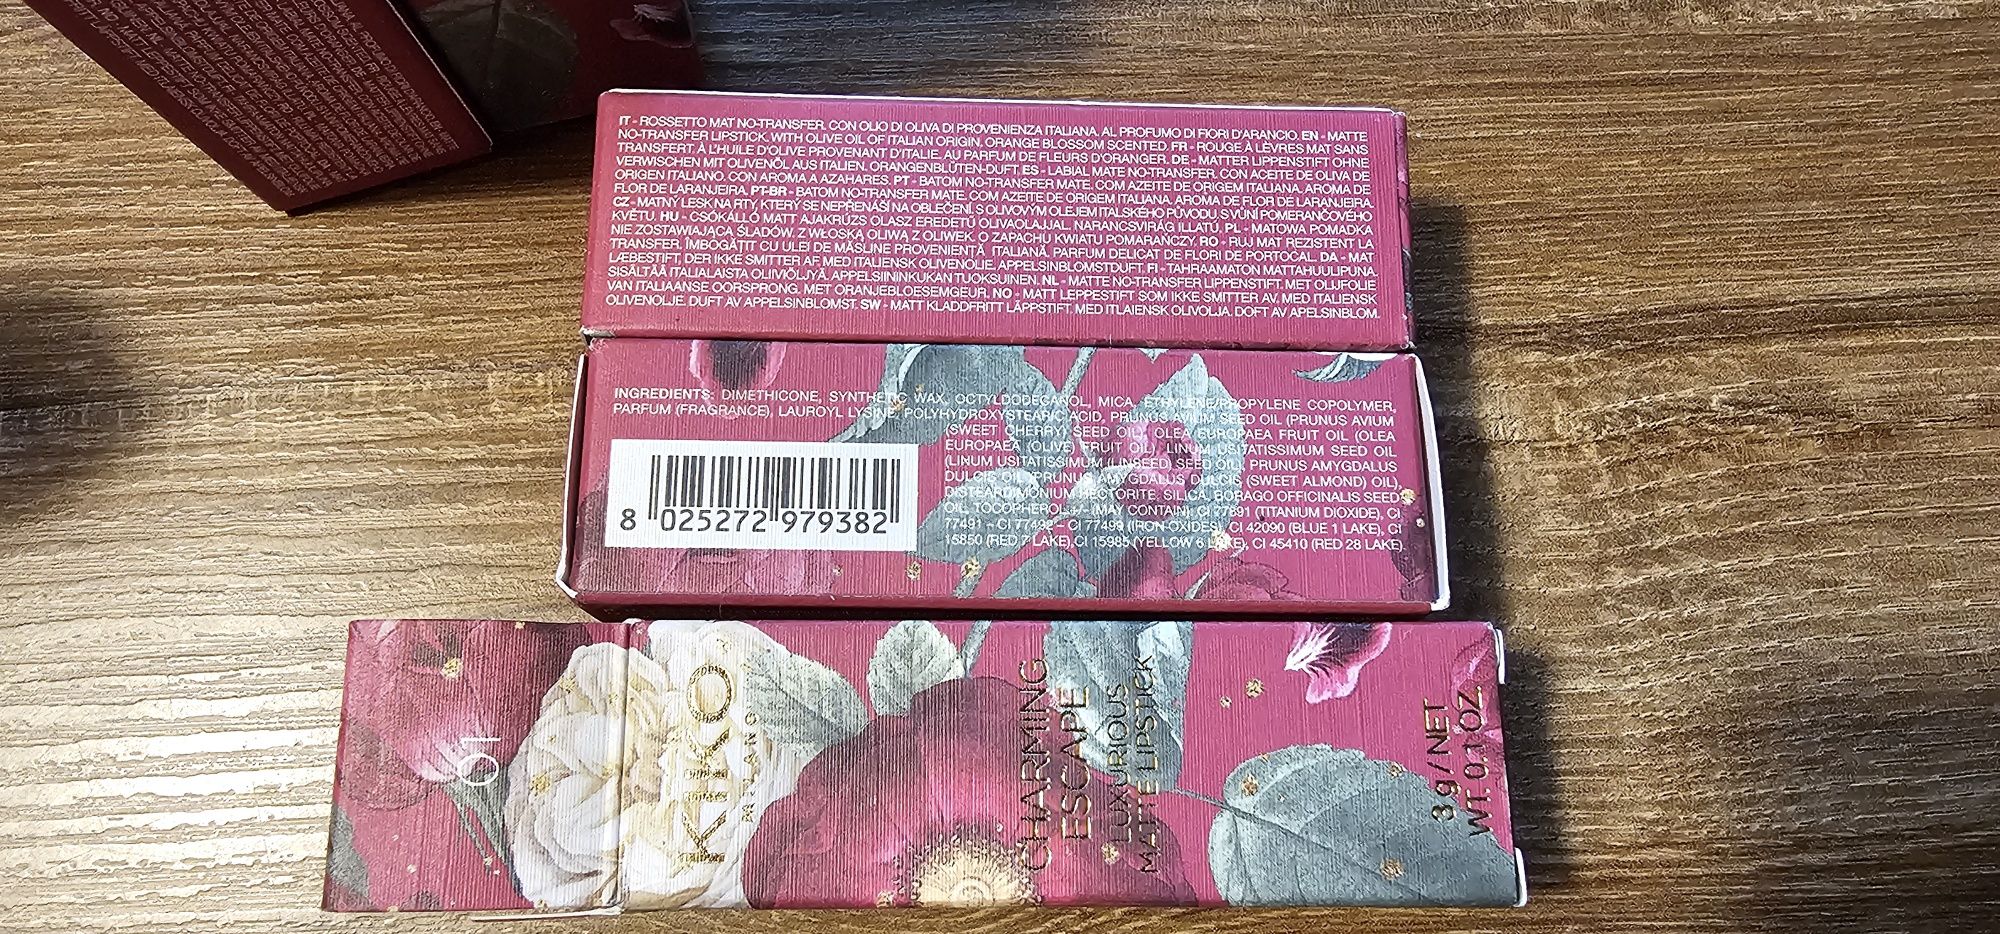 IT - ROSSETTO MAT NO-TRANSFER. CON OLIO DI OLIVA DI PROVENIENZA ITALIANA. AL PROFUMO DI FIORI D'ARANCIO. EN - MATTE
NO-TRANSFER LIPSTICK. WITH OLIVE OIL OF ITALIAN ORIGIN. ORANGE BLOSSOM SCENTED. FR - ROUGE À LÈVRES MAT SANS
TRANSFERT. À L'HUILE D'OLIVE PROVENANT D'ITALIE. AU PARFUM DE FLEURS D'ORANGER. DE - MATTER LIPPENSTIFT OHNE
VERWISCHEN MIT OLIVENÖL AUS ITALIEN. ORANGENBLÜTEN-DUFT. ES - LABIAL MATE NO-TRANSFER. CON ACEITE DE OLIVA DE
ORIGEN ITALIANO. CON AROMA A AZAHARES. PT - BATOM NO-TRANSFER MATE. COM AZEITE DE ORIGEM ITALIANA. AROMA DE
FLOR DE LARANJEIRA. PT-BR - BATOM NO-TRANSFER MATE. COM AZEITE DE ORIGEM ITALIANA. AROMA DE FLOR DE LARANJEIRA.
CZ - MATNÝ LESK NA RTY, KTERÝ SE NEPŘENÁŠÍ NA OBLEČENÍ. S OLIVOVÝM OLEJEM ITALSKÉHO PŮVODU. S VŮNÍ POMERANČOVÉHO
KVĚTU. HU - CSÓKÁLLÓ MATT AJAKRÚZS OLASZ EREDETŰ OLIVAOLAJJAL. NARANCSVIRÁG ILLATÚ. PL - MATOWA POMADKA
NIE ZOSTAWIAJĄCA ŚLADÓW. Z WŁOSKĄ OLIWĄ Z OLIWEK. O ZAPACHU KWIATU POMARAŃCZY. RO - RUJ MAT REZISTENT LA
TRANSFER. ÎMBOGĂȚIT CU ULEI DE MĂSLINE PROVENIENȚĂ ITALIANĂ. PARFUM DELICAT DE FLORI DE PORTOCAL. DA - MAT
LÆBESTIFT, DER IKKE SMITTER AF. MED ITALIENSK OLIVENOLIE. APPELSINBLOMSTDUFT. FI - TAHRAAMATON MATTAHUULIPUNA.
SISÄLTÄÄ ITALIALAISTA OLIIVIÖLJYÄ. APPELSIININKUKAN TUOKSUINEN. NL - MATTE NO-TRANSFER LIPPENSTIFT. MET OLIJFOLIE
VAN ITALIAANSE OORSPRONG. MET ORANJEBLOESEMGEUR. NO - MATT LEPPESTIFT SOM IKKE SMITTER AV. MED ITALIENSK
OLIVENOLJE. DUFT AV APPELSINBLOMST. SW - MATT KLADDFRITT LÄPPSTIFT. MED ITLAIENSK OLIVOLJA. DOFT AV APELSINBLOM.
INGREDIENTS: DIMETHICONE, SYNTHETIC WAX, OCTYLDODECANOL, MICA, ETHYLENE/PROPYLENE COPOLYMER,
PARFUM (FRAGRANCE), LAUROYL LYSINE, POLYHYDROXYSTEARIC ACID, PRUNUS AVIUM SEED OIL (PRUNUS AVIUM
(SWEET CHERRY) SEED OIL), OLEA EUROPAEA FRUIT OIL (OLEA
EUROPAEA (OLIVE) FRUIT OIL), LINUM USITATISSIMUM SEED OIL
(LINUM USITATISSIMUM (LINSEED) SEED OIL), PRUNUS AMYGDALUS
DULCIS OIL (PRUNUS AMYGDALUS DULCIS (SWEET ALMOND) OIL),
DISTEARDIMONIUM HECTORITE, SILICA, BORAGO OFFICINALIS SEED
OIL, TOCOPHEROL, +/- (MAY CONTAIN): CI 77891 (TITANIUM DIOXIDE), CI
77491 - CI 77492 - CI 77499 (IRON OXIDES), CI 42090 (BLUE 1 LAKE), CI
15850 (RED 7 LAKE),CI 15985 (YELLOW 6 LAKE), CI 45410 (RED 28 LAKE).
8 025272 979382
01
KIKO
MILANO
CHARMING
ESCAPE
LUXURIOUS
MATTE LIPSTICK
3 g / NET
WT. 0.1 OZ.